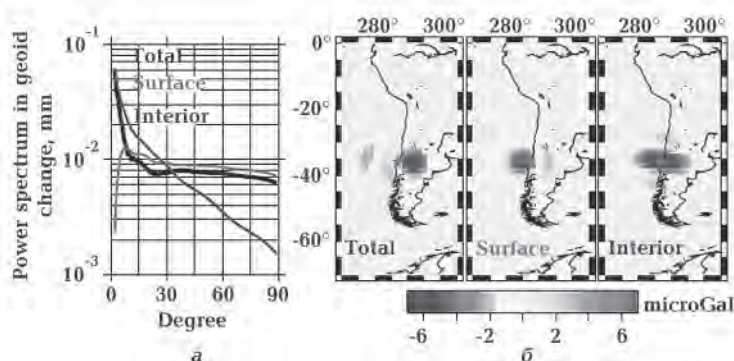 10⁻¹
10⁻²
10⁻³
Power spectrum in geoid
change, mm
Total
Surface
Interior
0 30 60 90
Degree
а
280° 300° 280° 300° 280° 300°
0°
-20°
-40°
-60°
Total
Surface
Interior
microGal
-6 -2 2 6
б